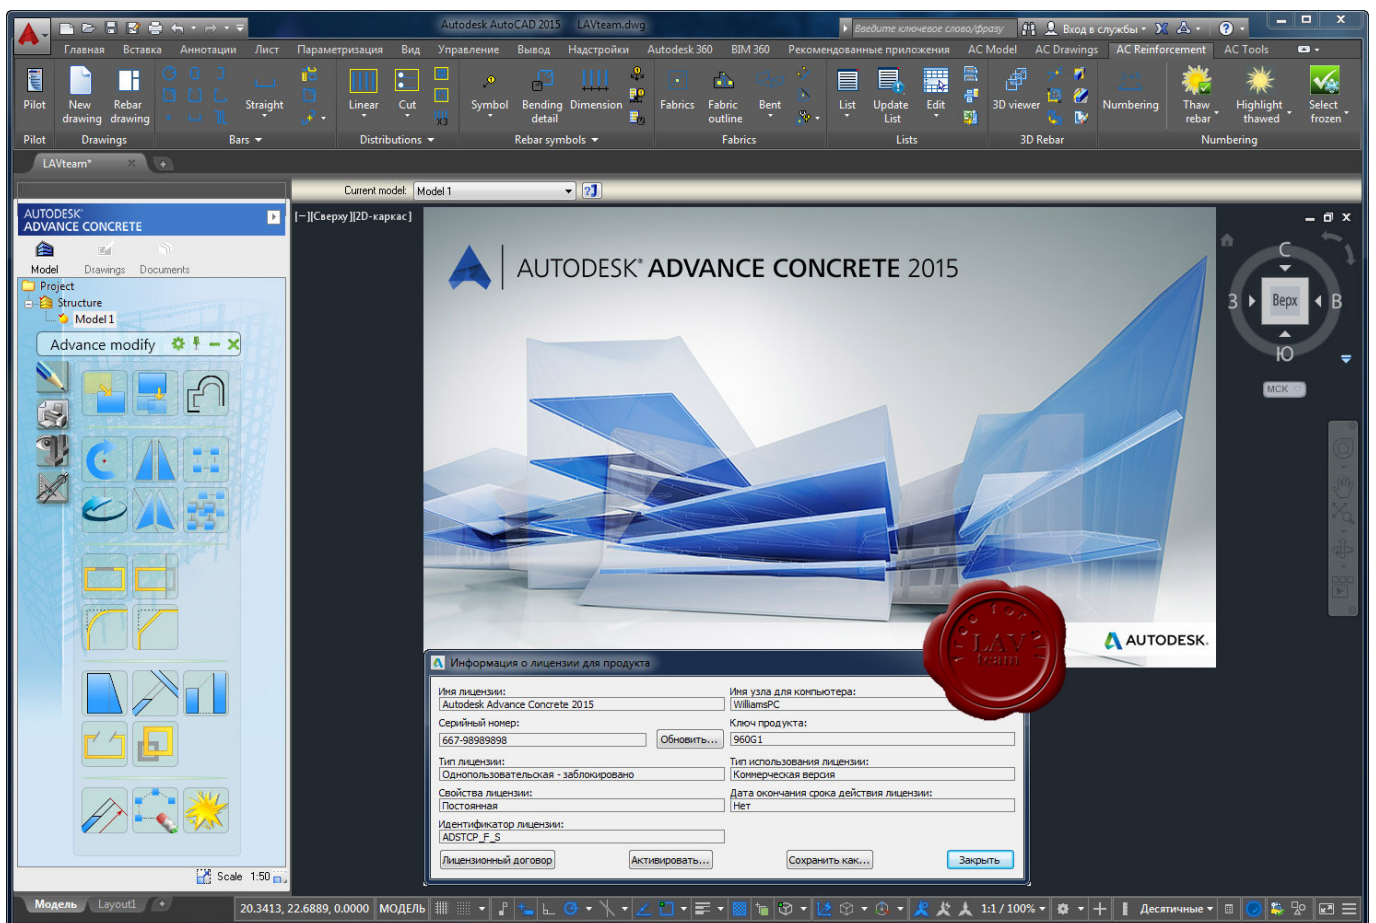 Autodesk AutoCAD 2015 LAVteam.dwg
Введите ключевое слово/фразу
Вход в службы
Главная Вставка Аннотации Лист Параметризация Вид Управление Вывод Надстройки Autodesk 360 BIM 360 Рекомендованные приложения AC Model AC Drawings AC Reinforcement AC Tools
Pilot New drawing Rebar drawing Straight Linear Cut X3 Symbol Bending detail Dimension Fabrics Fabric outline Bent List Update List Edit 3D viewer Numbering Thaw rebar Highlight thawed Select frozen
Pilot Drawings Bars Distributions Rebar symbols Fabrics Lists 3D Rebar Numbering
LAVteam*
Current model: Model 1
AUTODESK®
ADVANCE CONCRETE
Model Drawings Documents
Project
Structure
Model 1
Advance modify
Scale 1:50
[−][Сверху][2D-каркас]
AUTODESK® ADVANCE CONCRETE 2015
С
З Верх В
Ю
МСК
free for all
LAV
team
AUTODESK.
Информация о лицензии для продукта
Имя лицензии: Имя узла для компьютера:
Autodesk Advance Concrete 2015 WilliamsPC
Серийный номер: Ключ продукта:
667-98989898 Обновить... 960G1
Тип лицензии: Тип использования лицензии:
Однопользовательская - заблокировано Коммерческая версия
Свойства лицензии: Дата окончания срока действия лицензии:
Постоянная Нет
Идентификатор лицензии:
ADSTCP_F_S
Лицензионный договор Активировать... Сохранить как... Закрыть
Модель Layout1
20.3413, 22.6889, 0.0000 МОДЕЛЬ 1:1 / 100% Десятичные